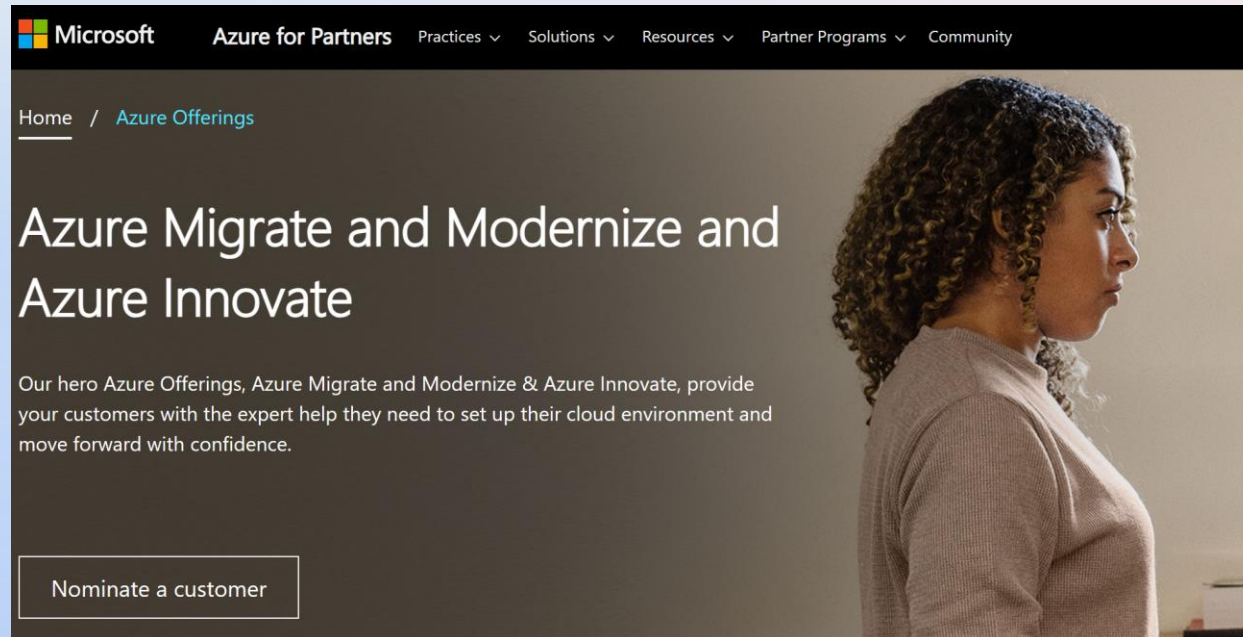 Microsoft Azure for Partners Practices Solutions Resources Partner Programs Community
Home / Azure Offerings
Azure Migrate and Modernize and
Azure Innovate
Our hero Azure Offerings, Azure Migrate and Modernize & Azure Innovate, provide
your customers with the expert help they need to set up their cloud environment and
move forward with confidence.
Nominate a customer